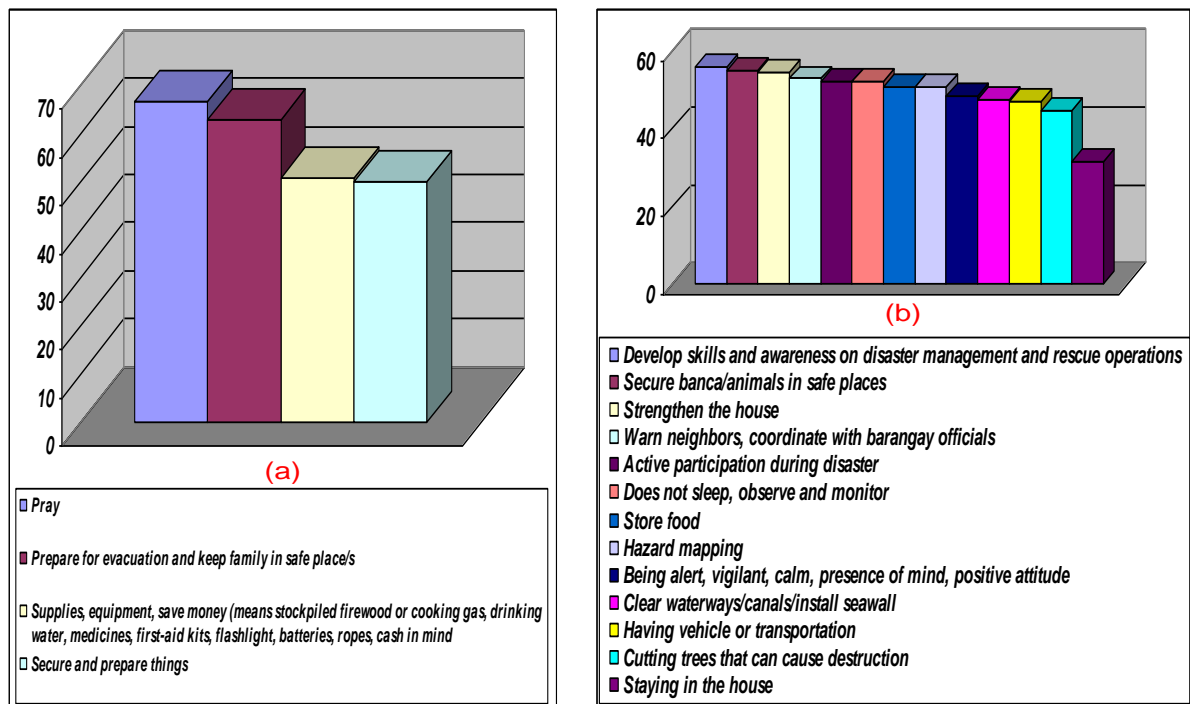 70
60
50
40
30
20
10
0
(a)
Pray
Prepare for evacuation and keep family in safe place/s
Supplies, equipment, save money (means stockpiled firewood or cooking gas, drinking
water, medicines, first-aid kits, flashlight, batteries, ropes, cash in mind
Secure and prepare things
60
40
20
0
(b)
Develop skills and awareness on disaster management and rescue operations
Secure banca/animals in safe places
Strengthen the house
Warn neighbors, coordinate with barangay officials
Active participation during disaster
Does not sleep, observe and monitor
Store food
Hazard mapping
Being alert, vigilant, calm, presence of mind, positive attitude
Clear waterways/canals/install seawall
Having vehicle or transportation
Cutting trees that can cause destruction
Staying in the house